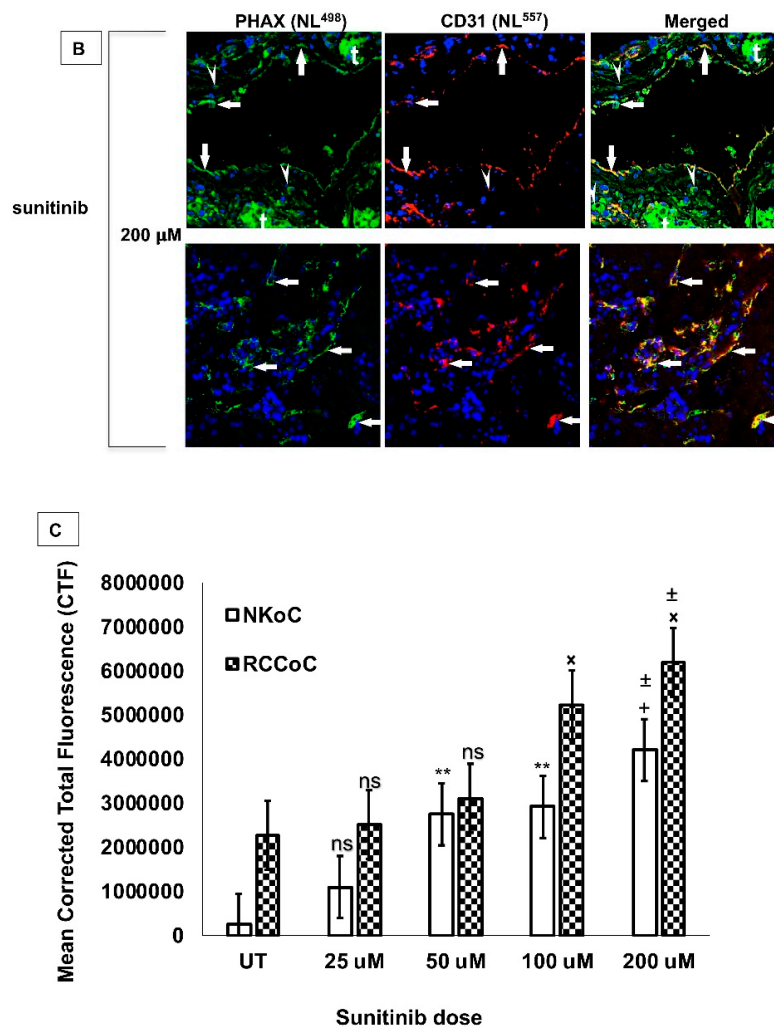 B
PHAX (NL498)
CD31 (NL557)
Merged
t
t
t
t
sunitinib
200 µM
C
Mean Corrected Total Fluorescence (CTF)
8000000
7000000
6000000
5000000
4000000
3000000
2000000
1000000
0
NKoC
RCCoC
ns
ns
**
ns
**
×
±
+
±
×
UT
25 uM
50 uM
100 uM
200 uM
Sunitinib dose